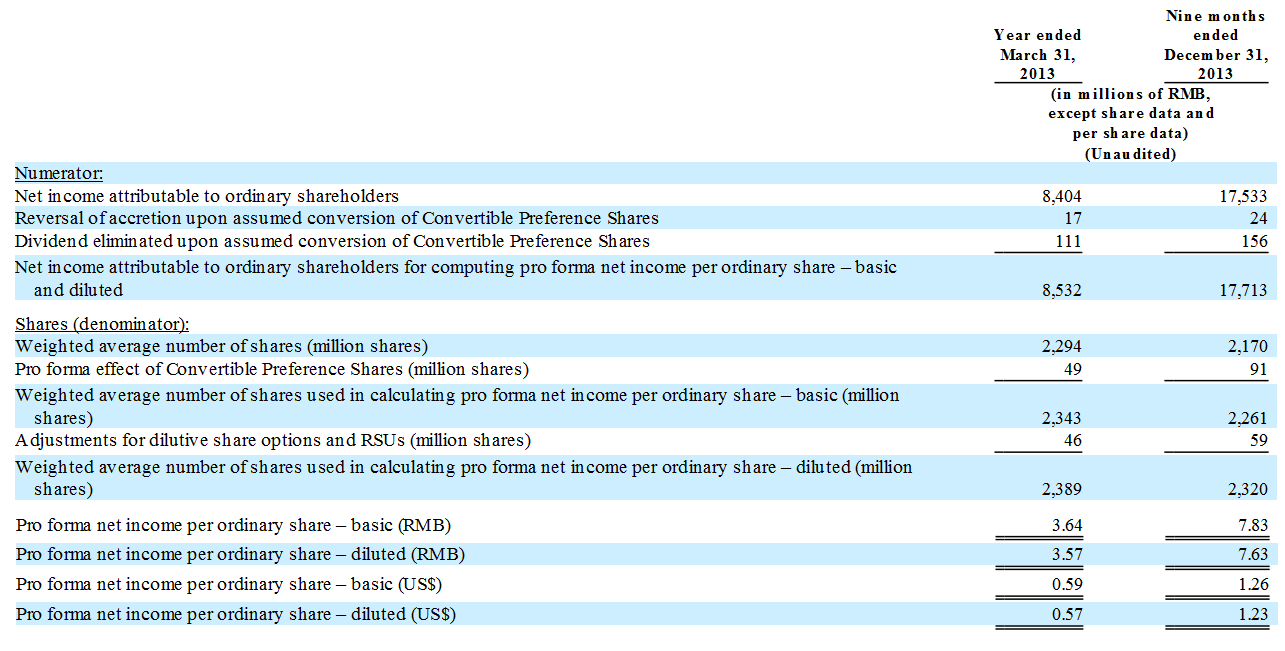 Nine months
Year ended ended
March 31, December 31,
2013 2013
(in millions of RMB,
except share data and
per share data)
(Unaudited)
Numerator:
Net income attributable to ordinary shareholders 8,404 17,533
Reversal of accretion upon assumed conversion of Convertible Preference Shares 17 24
Dividend eliminated upon assumed conversion of Convertible Preference Shares 111 156
Net income attributable to ordinary shareholders for computing pro forma net income per ordinary share – basic
and diluted 8,532 17,713
Shares (denominator):
Weighted average number of shares (million shares) 2,294 2,170
Pro forma effect of Convertible Preference Shares (million shares) 49 91
Weighted average number of shares used in calculating pro forma net income per ordinary share – basic (million
shares) 2,343 2,261
Adjustments for dilutive share options and RSUs (million shares) 46 59
Weighted average number of shares used in calculating pro forma net income per ordinary share – diluted (million
shares) 2,389 2,320
Pro forma net income per ordinary share – basic (RMB) 3.64 7.83
Pro forma net income per ordinary share – diluted (RMB) 3.57 7.63
Pro forma net income per ordinary share – basic (US$) 0.59 1.26
Pro forma net income per ordinary share – diluted (US$) 0.57 1.23